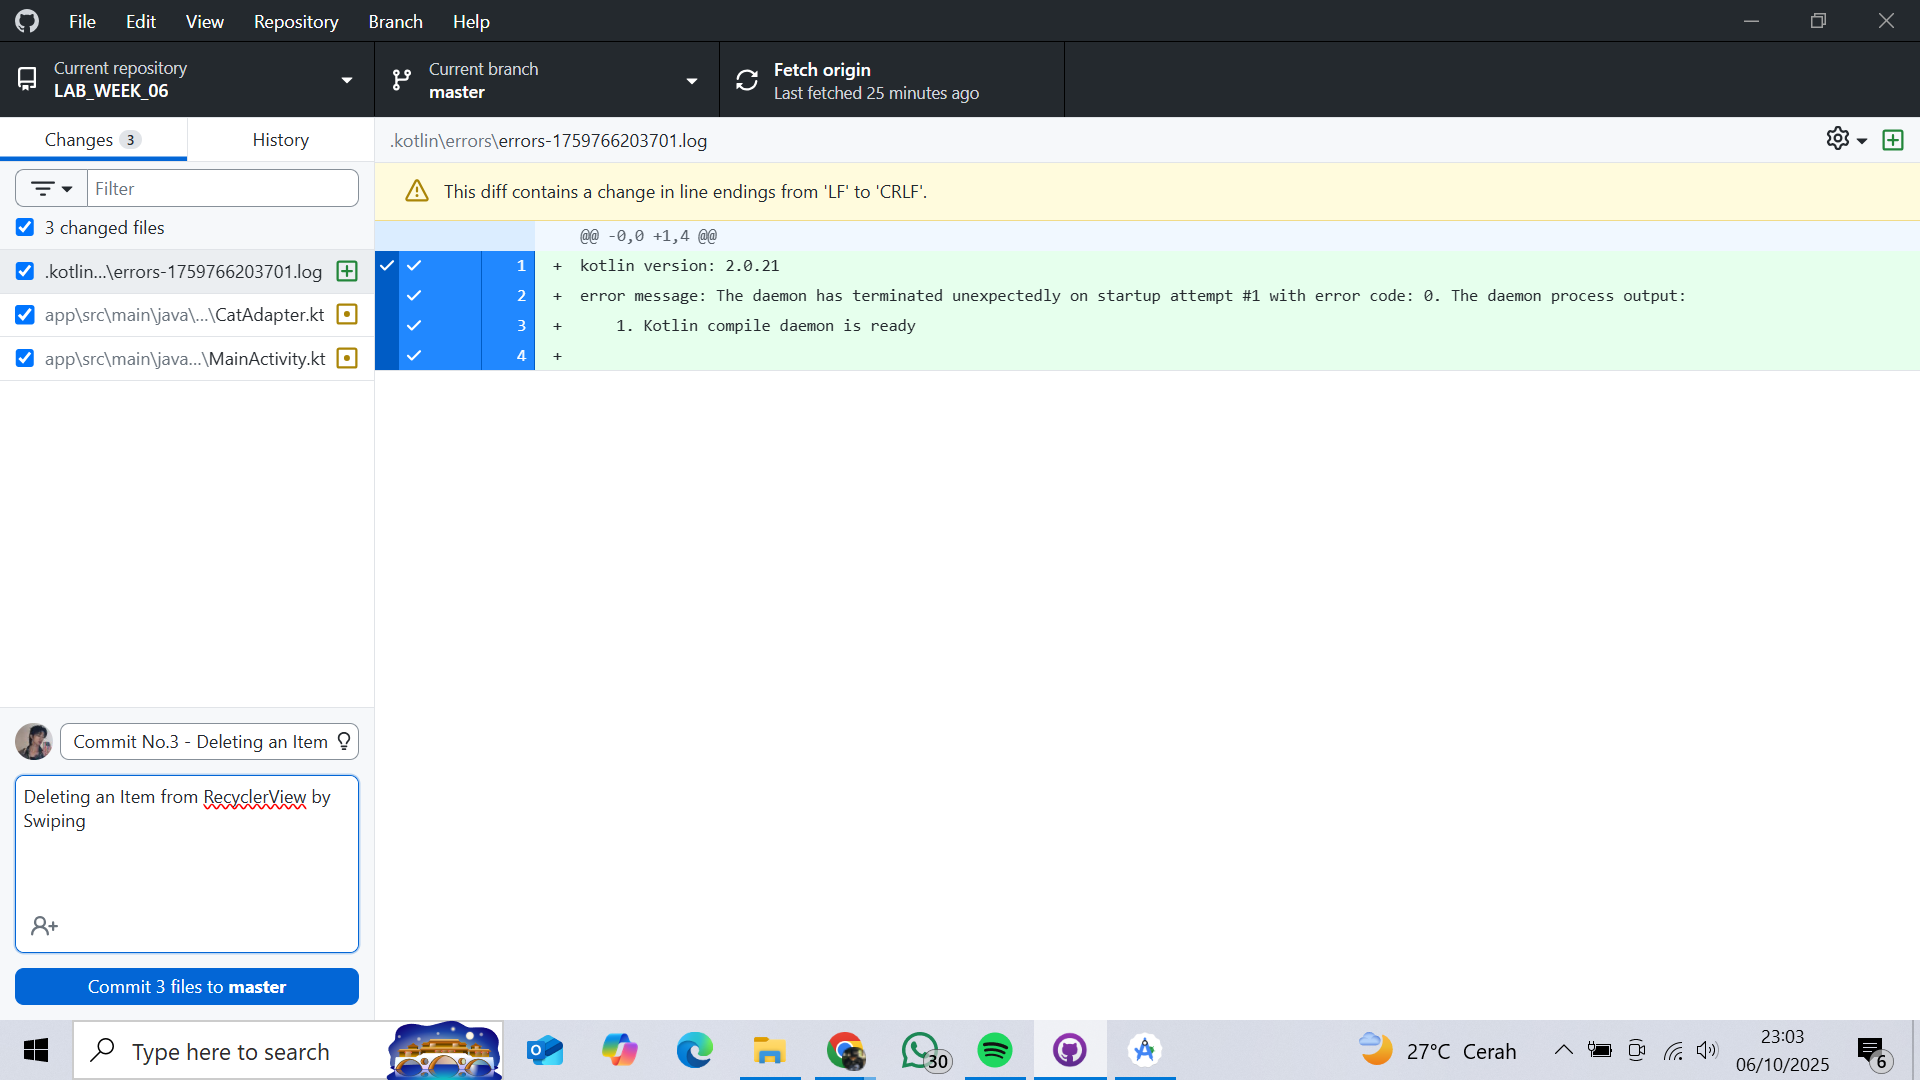 File Edit View Repository Branch Help
Current repository
LAB_WEEK_06
Current branch
master
Fetch origin
Last fetched 25 minutes ago
Changes 3
History
.kotlin\errors\errors-1759766203701.log
Filter
This diff contains a change in line endings from 'LF' to 'CRLF'.
3 changed files
@@ -0,0 +1,4 @@
.kotlin...\errors-1759766203701.log
app\src\main\java\...\CatAdapter.kt
app\src\main\java...\MainActivity.kt
1 + kotlin version: 2.0.21
2 + error message: The daemon has terminated unexpectedly on startup attempt #1 with error code: 0. The daemon process output:
3 + 1. Kotlin compile daemon is ready
4 +
Commit No.3 - Deleting an Item
Deleting an Item from RecyclerView by
Swiping
Commit 3 files to master
Type here to search
30
27°C Cerah
23:03
06/10/2025
6